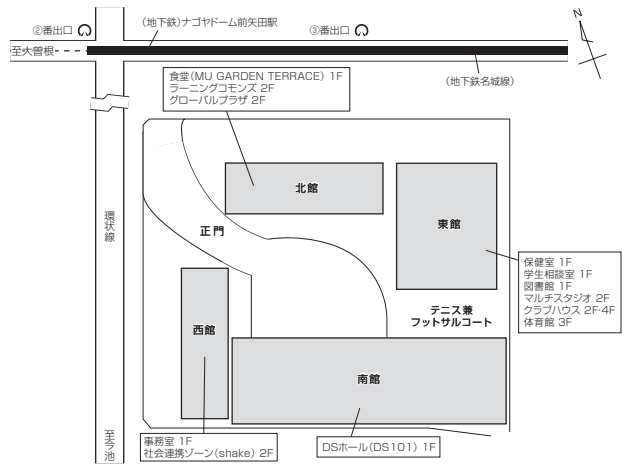 ②番出口
(地下鉄)ナゴヤドーム前矢田駅
③番出口
N
至大曽根
(地下鉄名城線)
食堂(MU GARDEN TERRACE) 1F
ラーニングコモンズ 2F
グローバルプラザ 2F
北館
東館
環状線
正門
保健室 1F
学生相談室 1F
図書館 1F
マルチスタジオ 2F
クラブハウス 2F・4F
体育館 3F
テニス兼
フットサルコート
西館
南館
至今池
事務室 1F
社会連携ゾーン(shake) 2F
DSホール(DS101) 1F